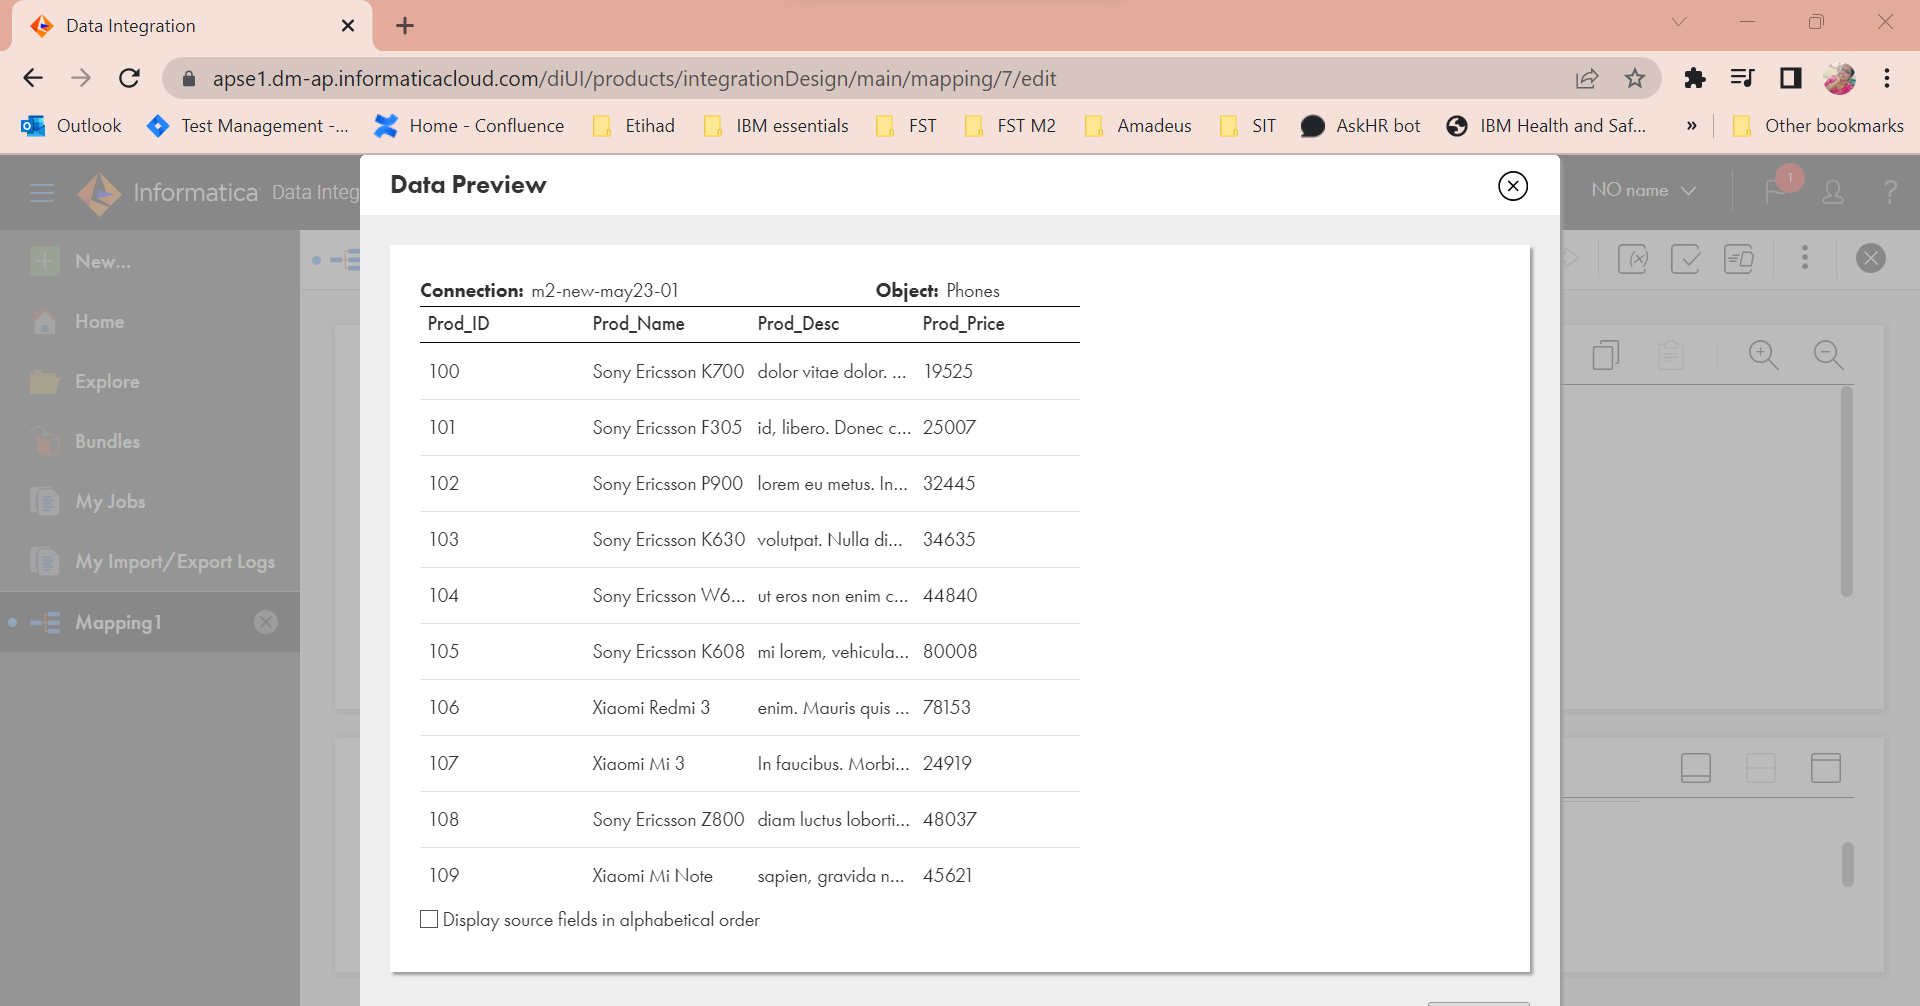 Data Integration
apse1.dm-ap.informaticacloud.com/diUI/products/integrationDesign/main/mapping/7/edit
Outlook Test Management -... Home - Confluence Etihad IBM essentials FST FST M2 Amadeus SIT AskHR bot IBM Health and Saf... » Other bookmarks
Informatica Data Integ
NO name 1 ?
Data Preview
New...
Home
Explore
Bundles
My Jobs
My Import/Export Logs
Mapping1
Connection: m2-new-may23-01 Object: Phones
Prod_ID Prod_Name Prod_Desc Prod_Price
100 Sony Ericsson K700 dolor vitae dolor. ... 19525
101 Sony Ericsson F305 id, libero. Donec c... 25007
102 Sony Ericsson P900 lorem eu metus. In... 32445
103 Sony Ericsson K630 volutpat. Nulla di... 34635
104 Sony Ericsson W6... ut eros non enim c... 44840
105 Sony Ericsson K608 mi lorem, vehicula... 80008
106 Xiaomi Redmi 3 enim. Mauris quis ... 78153
107 Xiaomi Mi 3 In faucibus. Morbi... 24919
108 Sony Ericsson Z800 diam luctus loborti... 48037
109 Xiaomi Mi Note sapien, gravida n... 45621
Display source fields in alphabetical order